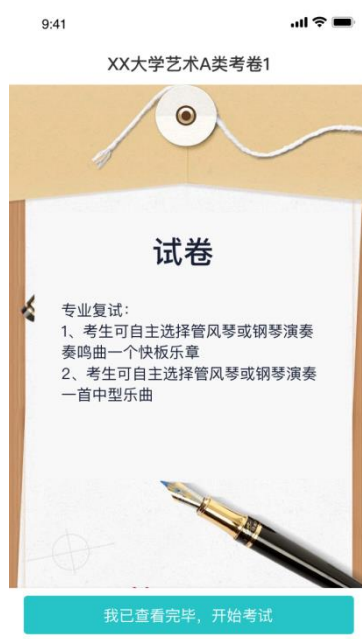 9:41
XX大学艺术A类考卷1
试卷
专业复试：
1、考生可自主选择管风琴或钢琴演奏
奏鸣曲一个快板乐章
2、考生可自主选择管风琴或钢琴演奏
一首中型乐曲
我已查看完毕，开始考试